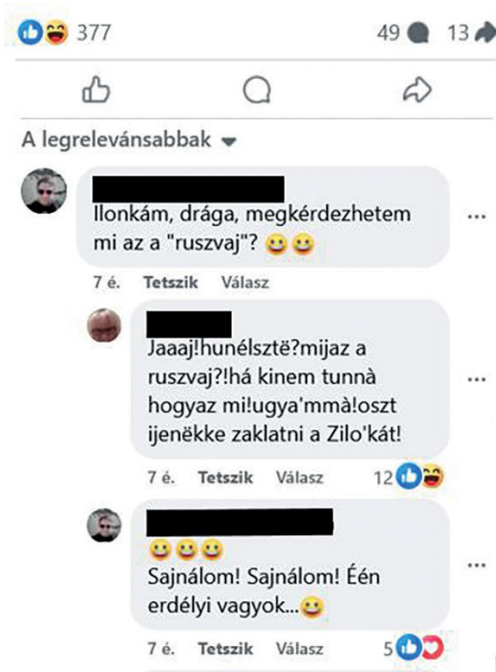 377 49 13
A legrelevánsabbak
Ilonkám, drága, megkérdezhetem
mi az a "ruszvaj"? 😀😀
7 é. Tetszik Válasz
Jaaaj!hunélsztë?mijaz a
ruszvaj?!há kinem tunnà
hogyaz mi!ugya'mmà!oszt
ijenëkke zaklatni a Zilo'kát!
7 é. Tetszik Válasz 12
😀😀😀
Sajnálom! Sajnálom! Één
erdélyi vagyok...😀
7 é. Tetszik Válasz 5